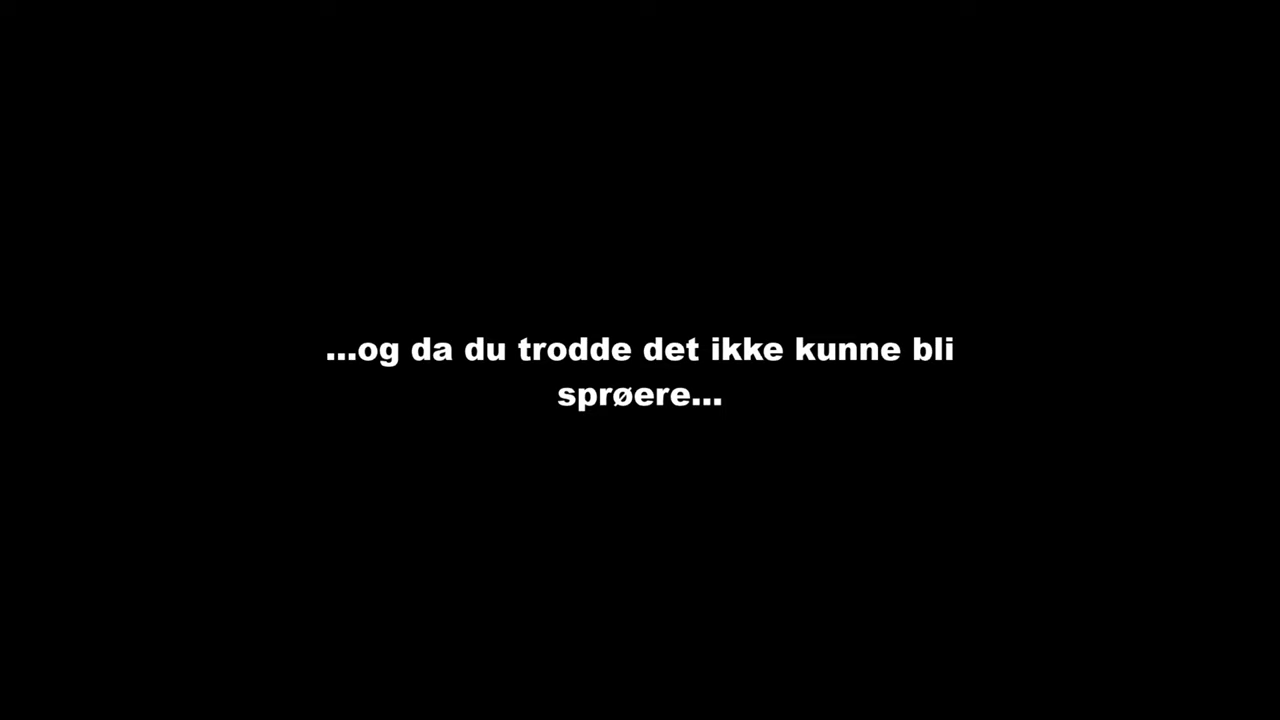 ...og da du trodde det ikke kunne bli
sprøere...